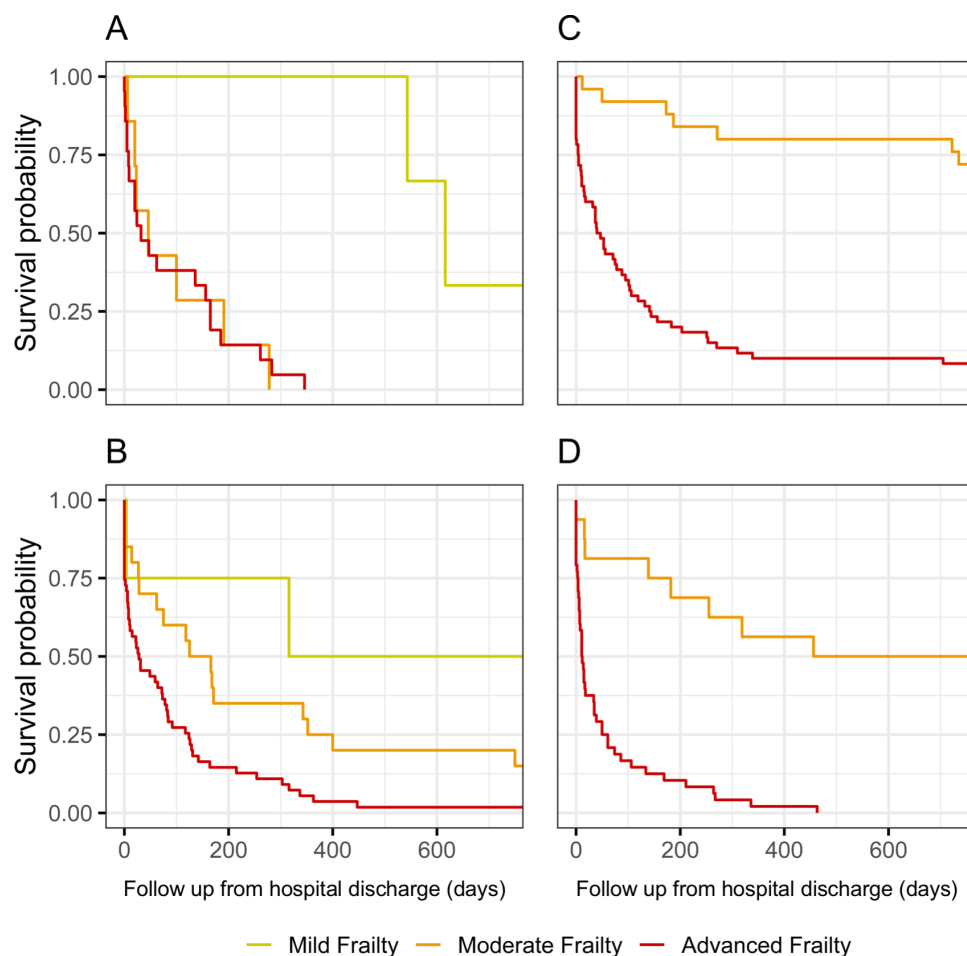 A
C
1.00
0.75
0.50
0.25
0.00
Survival probability
B
D
1.00
0.75
0.50
0.25
0.00
Survival probability
0 200 400 600
0 200 400 600
Follow up from hospital discharge (days)
Follow up from hospital discharge (days)
Mild Frailty Moderate Frailty Advanced Frailty